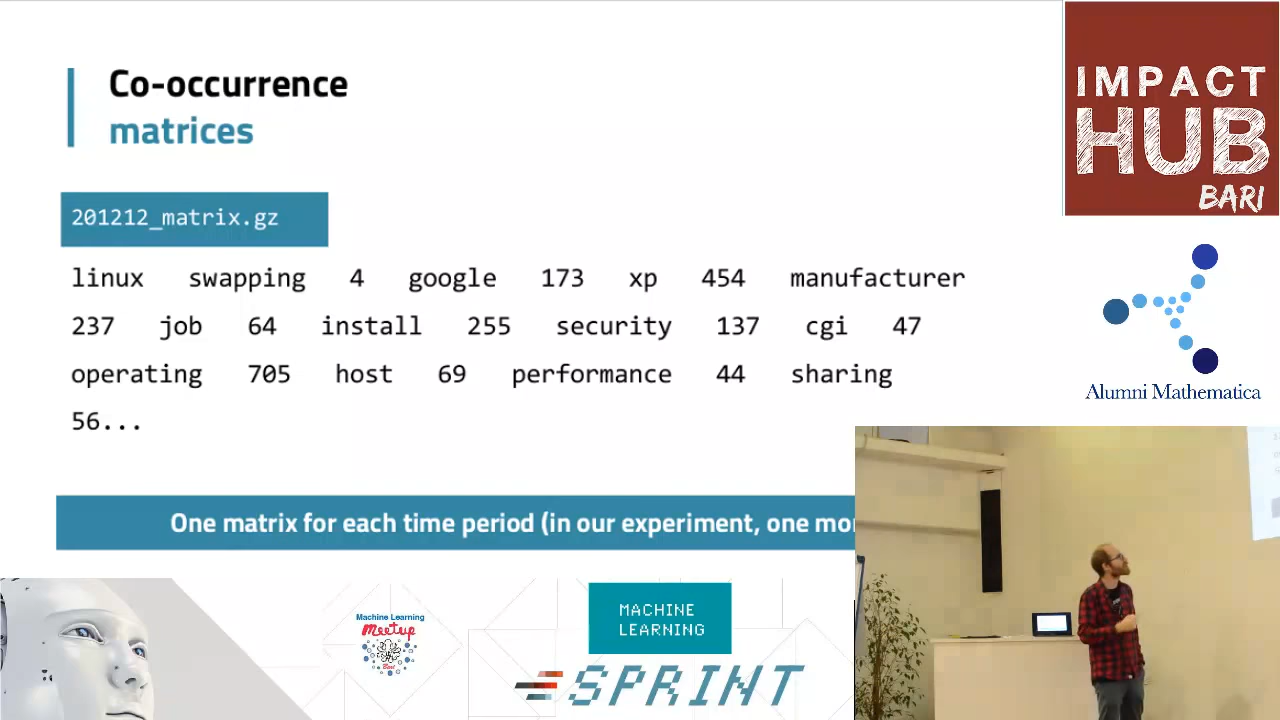 Co-occurrence
matrices
201212_matrix.gz
linux swapping 4 google 173 xp 454 manufacturer
237 job 64 install 255 security 137 cgi 47
operating 705 host 69 performance 44 sharing
56...
One matrix for each time period (in our experiment, one mo
IMPACT
HUB
BARI
Alumni Mathematica
Machine Learning
Meetup
Bari
MACHINE
LEARNING
SPRINT